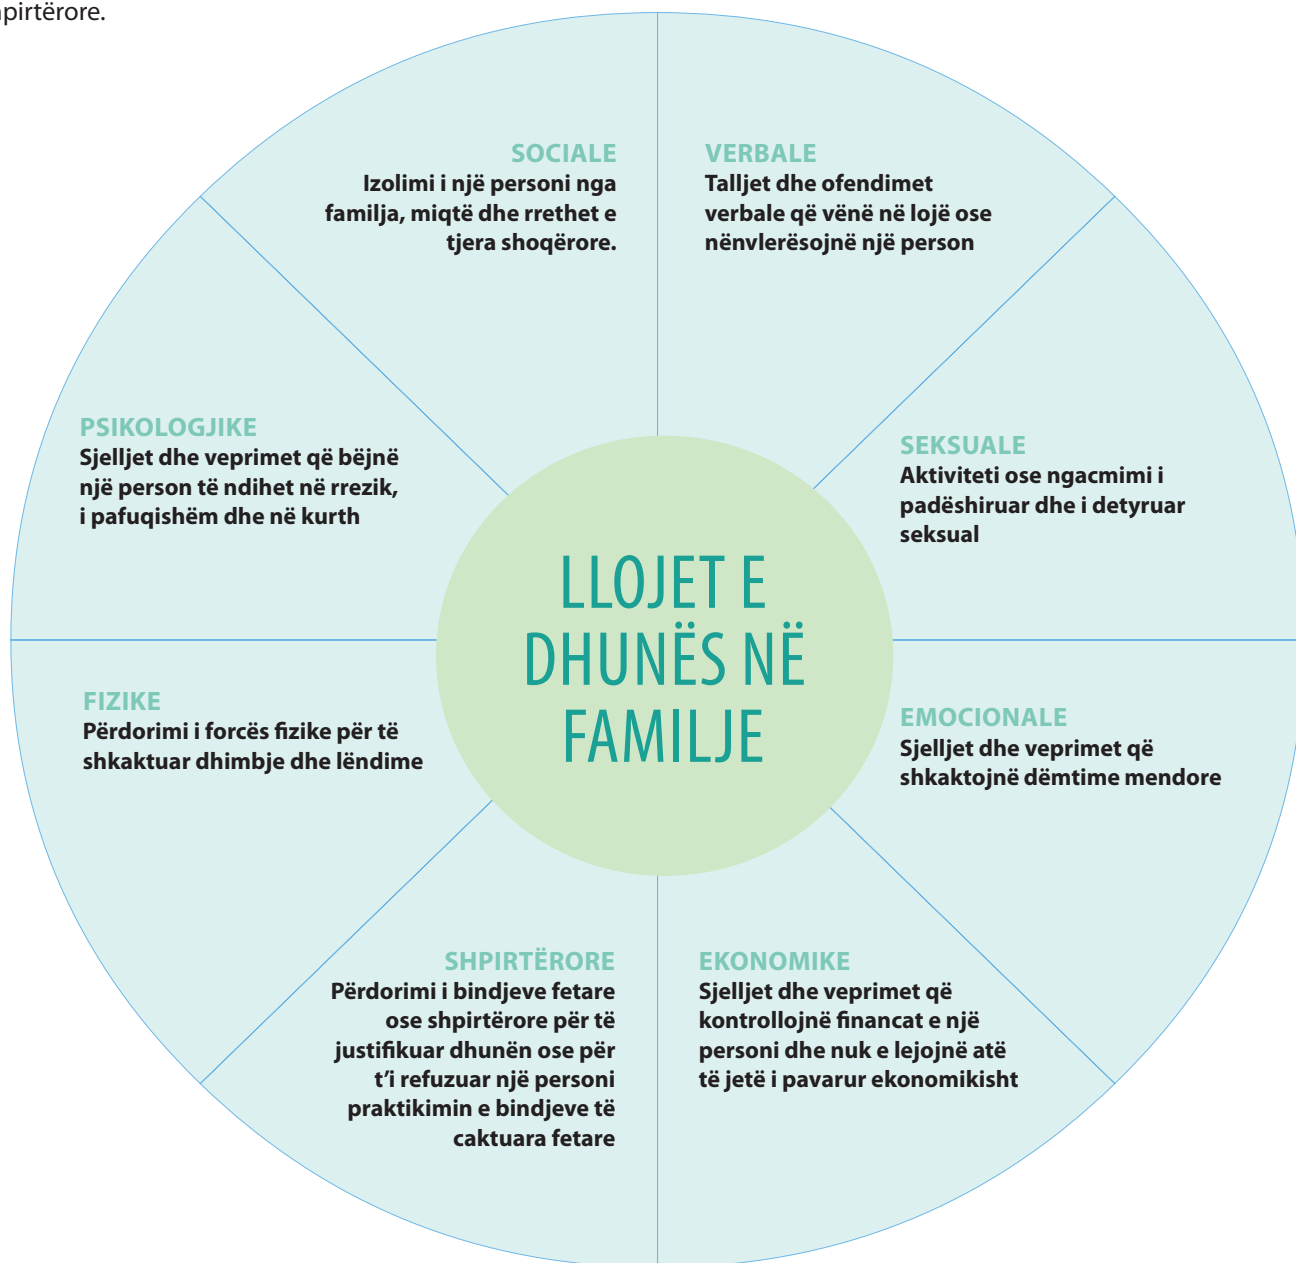 SOCIALE
Izolimi i një personi nga
familja, miqtë dhe rrethet e
tjera shoqërore.
VERBALE
Talljet dhe ofendimet
verbale që vënë në lojë ose
nënvlerësojnë një person
PSIKOLOGJIKE
Sjelljet dhe veprimet që bëjnë
një person të ndihet në rrezik,
i pafuqishëm dhe në kurth
SEKSUALE
Aktiviteti ose ngacmimi i
padëshiruar dhe i detyruar
seksual
LLOJET E
DHUNËS NË
FAMILJE
FIZIKE
Përdorimi i forcës fizike për të
shkaktuar dhimbje dhe lëndime
EMOCIONALE
Sjelljet dhe veprimet që
shkaktojnë dëmtime mendore
SHPIRTËRORE
Përdorimi i bindjeve fetare
ose shpirtërore për të
justifikuar dhunën ose për
t’i refuzuar një personi
praktikimin e bindjeve të
caktuara fetare
EKONOMIKE
Sjelljet dhe veprimet që
kontrollojnë financat e një
personi dhe nuk e lejojnë atë
të jetë i pavarur ekonomikisht